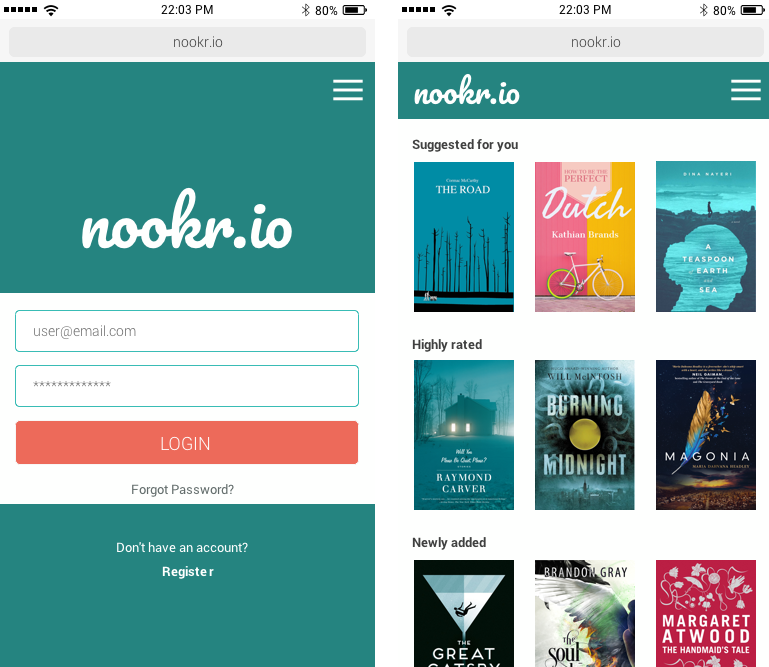 22:03 PM
80%
nookr.io
nookr.io
user@email.com
*************
LOGIN
Forgot Password?
Don't have an account?
Register
22:03 PM
80%
nookr.io
nookr.io
Suggested for you
Cormac McCarthy
THE ROAD
HOW TO BE THE
PERFECT
Dutch
Kathian Brands
DINA NAYERI
A
TEASPOON
of
EARTH
and
SEA
Highly rated
Will You
Please Be Quiet, Please?
STORIES
RAYMOND
CARVER
WILL McINTOSH
BURNING
MIDNIGHT
NEIL GAIMAN,
MAGONIA
MARIA DAHVANA HEADLEY
Newly added
THE
GREAT
GATSBY
BRANDON GRAY
the
soul
MARGARET
ATWOOD
THE HANDMAID'S TALE